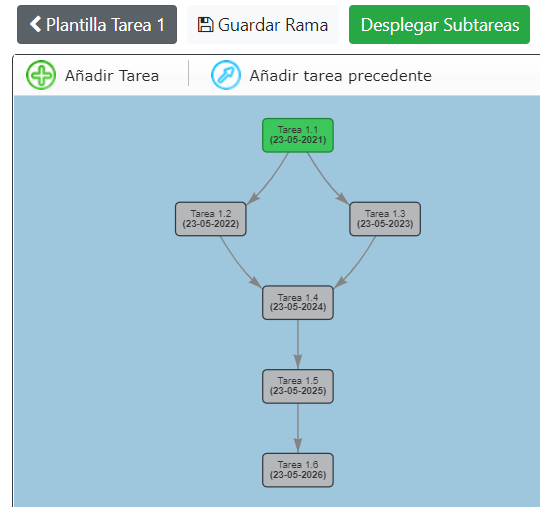 Plantilla Tarea 1 Guardar Rama Desplegar Subtareas
Añadir Tarea Añadir tarea precedente
Tarea 1.1
(23-05-2021)
Tarea 1.2
(23-05-2022)
Tarea 1.3
(23-05-2023)
Tarea 1.4
(23-05-2024)
Tarea 1.5
(23-05-2025)
Tarea 1.6
(23-05-2026)